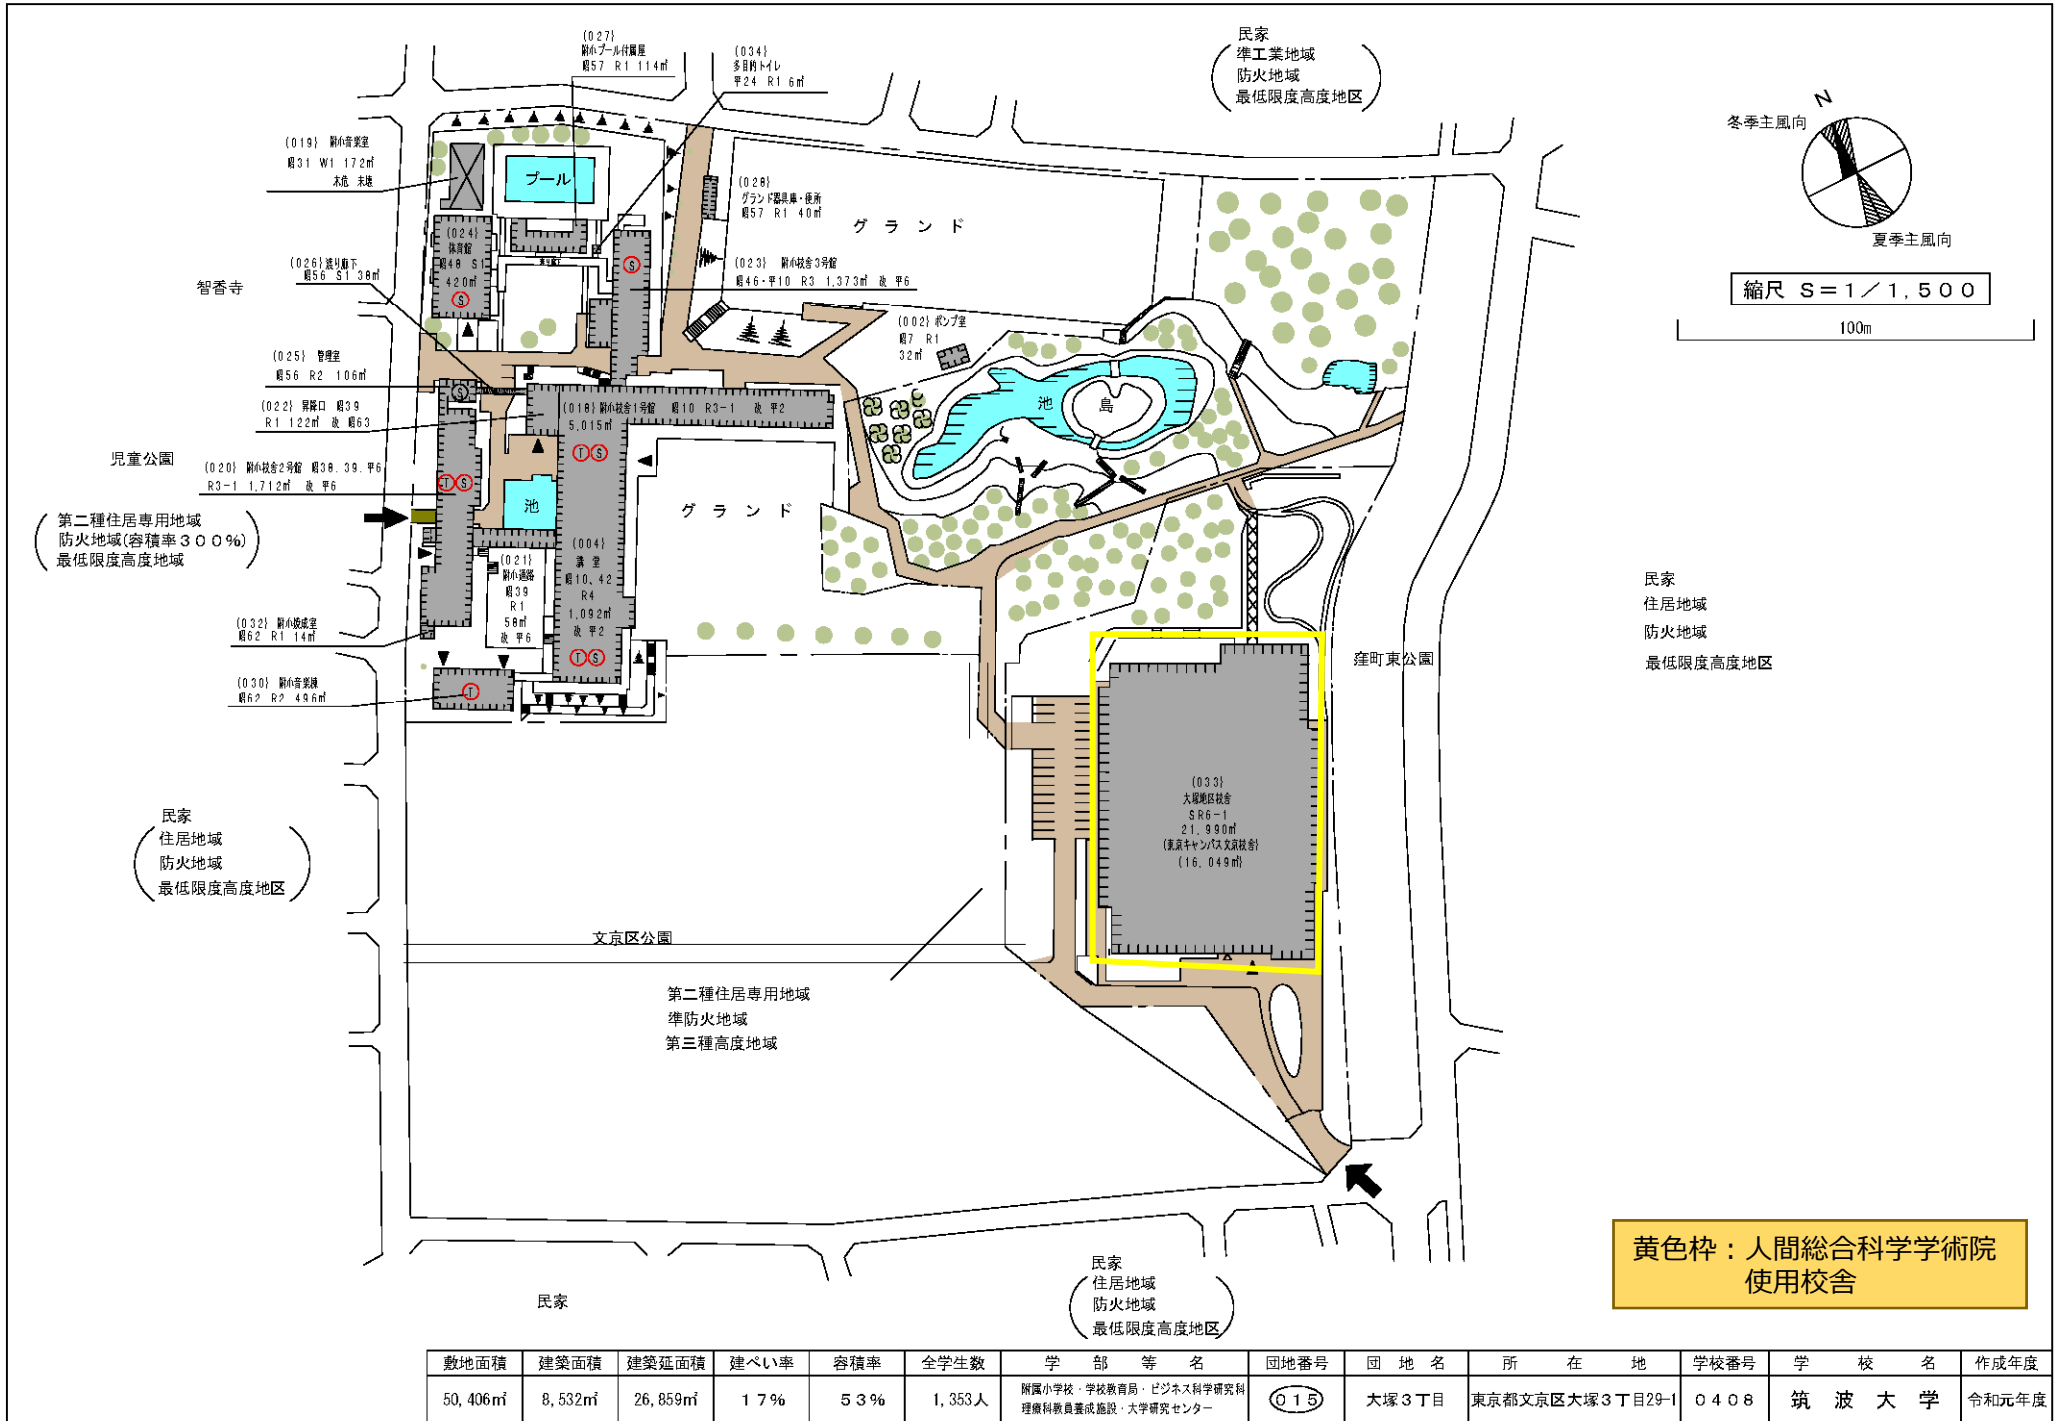 (027)
附小プール付属屋
昭57 R1 114㎡
(034)
多目的トイレ
平24 R1 6㎡
民家
準工業地域
防火地域
最低限度高度地区
N
冬季主風向
夏季主風向
縮尺 S＝1／1,500
100m
(019) 附小音楽室
昭31 W1 172㎡
木危 未壊
プール
(028)
グランド器具庫・便所
昭57 R1 40㎡
グランド
(024)
体育館
昭48 S1
420㎡
S
(026) 渡り廊下
昭56 S1 38㎡
渡り廊下
S
(023) 附小校舎3号館
昭46・平10 R3 1,373㎡ 改 平6
智香寺
(002) ポンプ室
昭7 R1
32㎡
(025) 管理室
昭56 R2 106㎡
S
(022) 昇降口 昭39
R1 122㎡ 改 昭63
(018) 附小校舎1号館 昭10 R3-1 改 平2
5,015㎡
T S
池
島
児童公園
(020) 附小校舎2号館 昭38.39.平6
R3-1 1,712㎡ 改 平6
T S
池
グランド
第二種住居専用地域
防火地域(容積率300%)
最低限度高度地域
(021)
附小通路
昭39
R1
58㎡
改 平6
(004)
講堂
昭10、42
R4
1,092㎡
改 平2
T S
(032) 附小焼成室
昭62 R1 14㎡
(030) 附小音楽棟
昭62 R2 496㎡
T
民家
住居地域
防火地域
最低限度高度地区
窪町東公園
(033)
大塚地区校舎
SR6-1
21,990㎡
(東京キャンパス文京校舎)
(16,049㎡)
民家
住居地域
防火地域
最低限度高度地区
文京区公園
第二種住居専用地域
準防火地域
第三種高度地域
黄色枠：人間総合科学学術院
使用校舎
民家
民家
住居地域
防火地域
最低限度高度地区
敷地面積 建築面積 建築延面積 建ぺい率 容積率 全学生数 学部等名 団地番号 団地名 所在地 学校番号 学校名 作成年度
50,406㎡ 8,532㎡ 26,859㎡ 17% 53% 1,353人 附属小学校・学校教育局・ビジネス科学研究科 015 大塚3丁目 東京都文京区大塚3丁目29-1 0408 筑波大学 令和元年度
理療科教員養成施設・大学研究センター